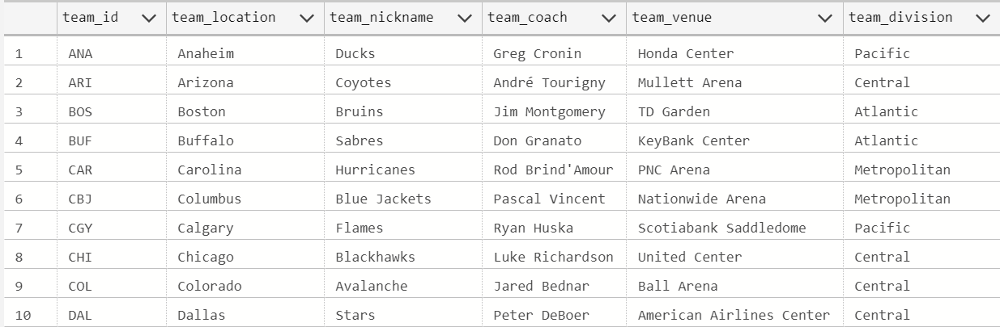 team_id team_location team_nickname team_coach team_venue team_division
1 ANA Anaheim Ducks Greg Cronin Honda Center Pacific
2 ARI Arizona Coyotes André Tourigny Mullett Arena Central
3 BOS Boston Bruins Jim Montgomery TD Garden Atlantic
4 BUF Buffalo Sabres Don Granato KeyBank Center Atlantic
5 CAR Carolina Hurricanes Rod Brind'Amour PNC Arena Metropolitan
6 CBJ Columbus Blue Jackets Pascal Vincent Nationwide Arena Metropolitan
7 CGY Calgary Flames Ryan Huska Scotiabank Saddledome Pacific
8 CHI Chicago Blackhawks Luke Richardson United Center Central
9 COL Colorado Avalanche Jared Bednar Ball Arena Central
10 DAL Dallas Stars Peter DeBoer American Airlines Center Central